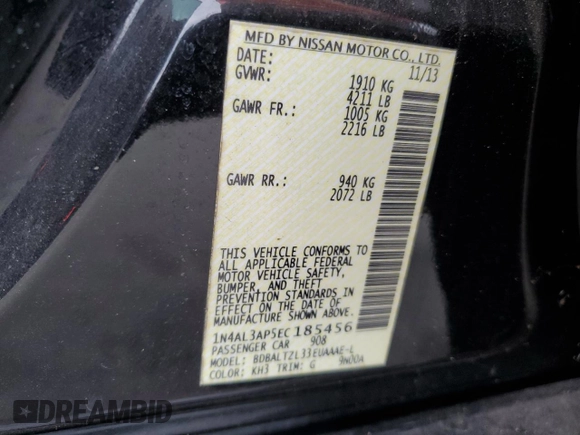 MFD BY NISSAN MOTOR CO., LTD.
DATE: 11/13
GVWR: 1910 KG
4211 LB
GAWR FR.: 1005 KG
2216 LB
GAWR RR.: 940 KG
2072 LB
THIS VEHICLE CONFORMS TO
ALL APPLICABLE FEDERAL
MOTOR VEHICLE SAFETY,
BUMPER, AND THEFT
PREVENTION STANDARDS IN
EFFECT ON THE DATE OF
MANUFACTURE SHOWN ABOVE.
1N4AL3AP5EC185456
PASSENGER CAR 908
MODEL: BDBALTZL33EUAAAE-L
COLOR: KH3 TRIM: G 9N00A
DREAMBID